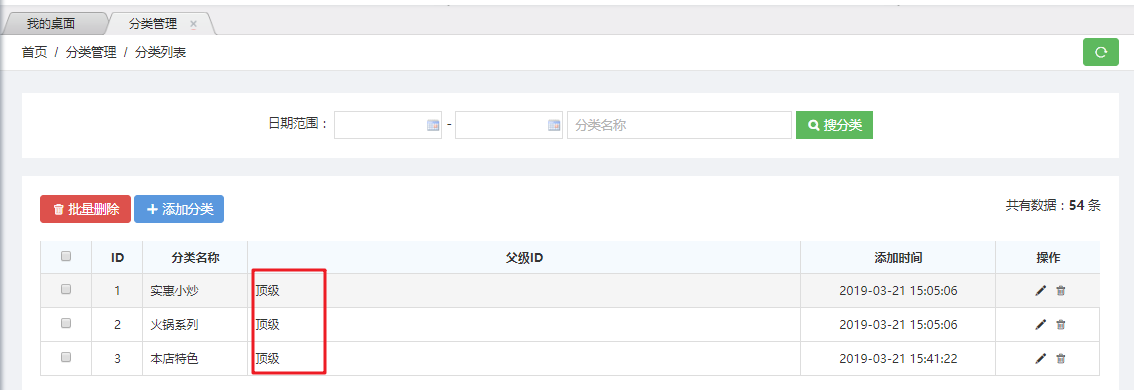 我的桌面 分类管理 ×
首页 / 分类管理 / 分类列表
日期范围： - 分类名称 搜分类
批量删除 + 添加分类 共有数据：54 条
ID 分类名称 父级ID 添加时间 操作
1 实惠小炒 顶级 2019-03-21 15:05:06
2 火锅系列 顶级 2019-03-21 15:05:06
3 本店特色 顶级 2019-03-21 15:41:22